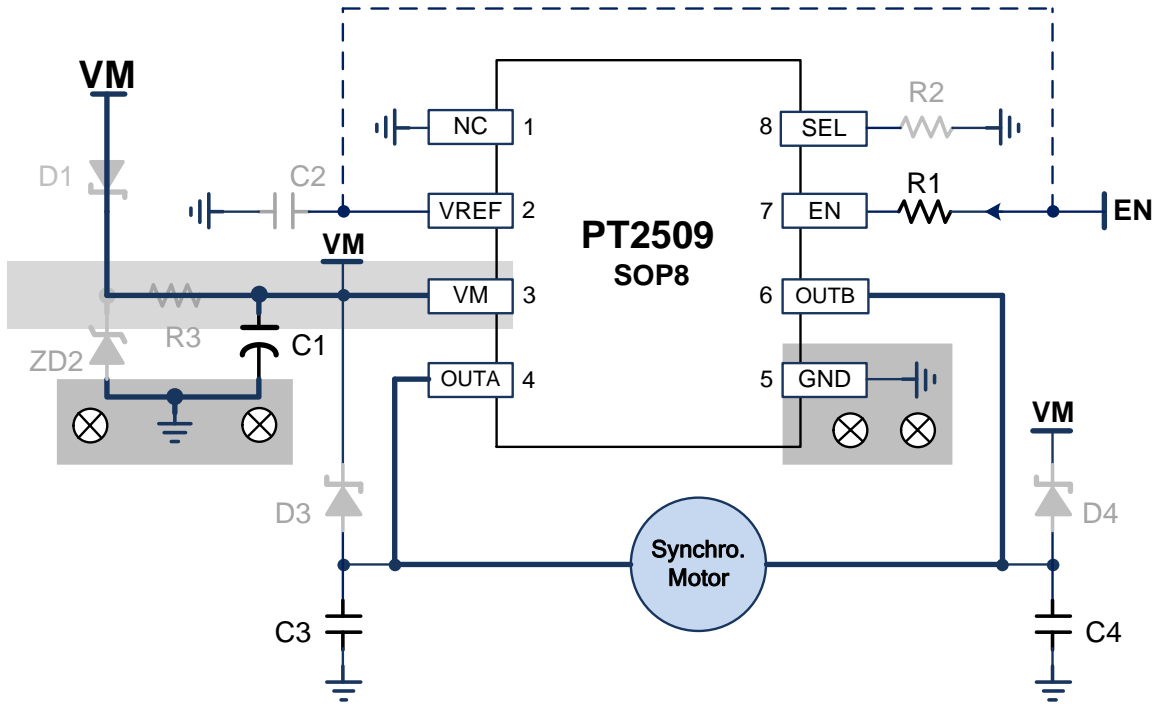 VM
D1
C2
NC
1
VREF
2
VM
VM
3
R3
ZD2
C1
OUTA
4
PT2509
SOP8
8
SEL
R2
7
EN
R1
EN
6
OUTB
5
GND
VM
D3
D4
Synchro.
Motor
C3
C4